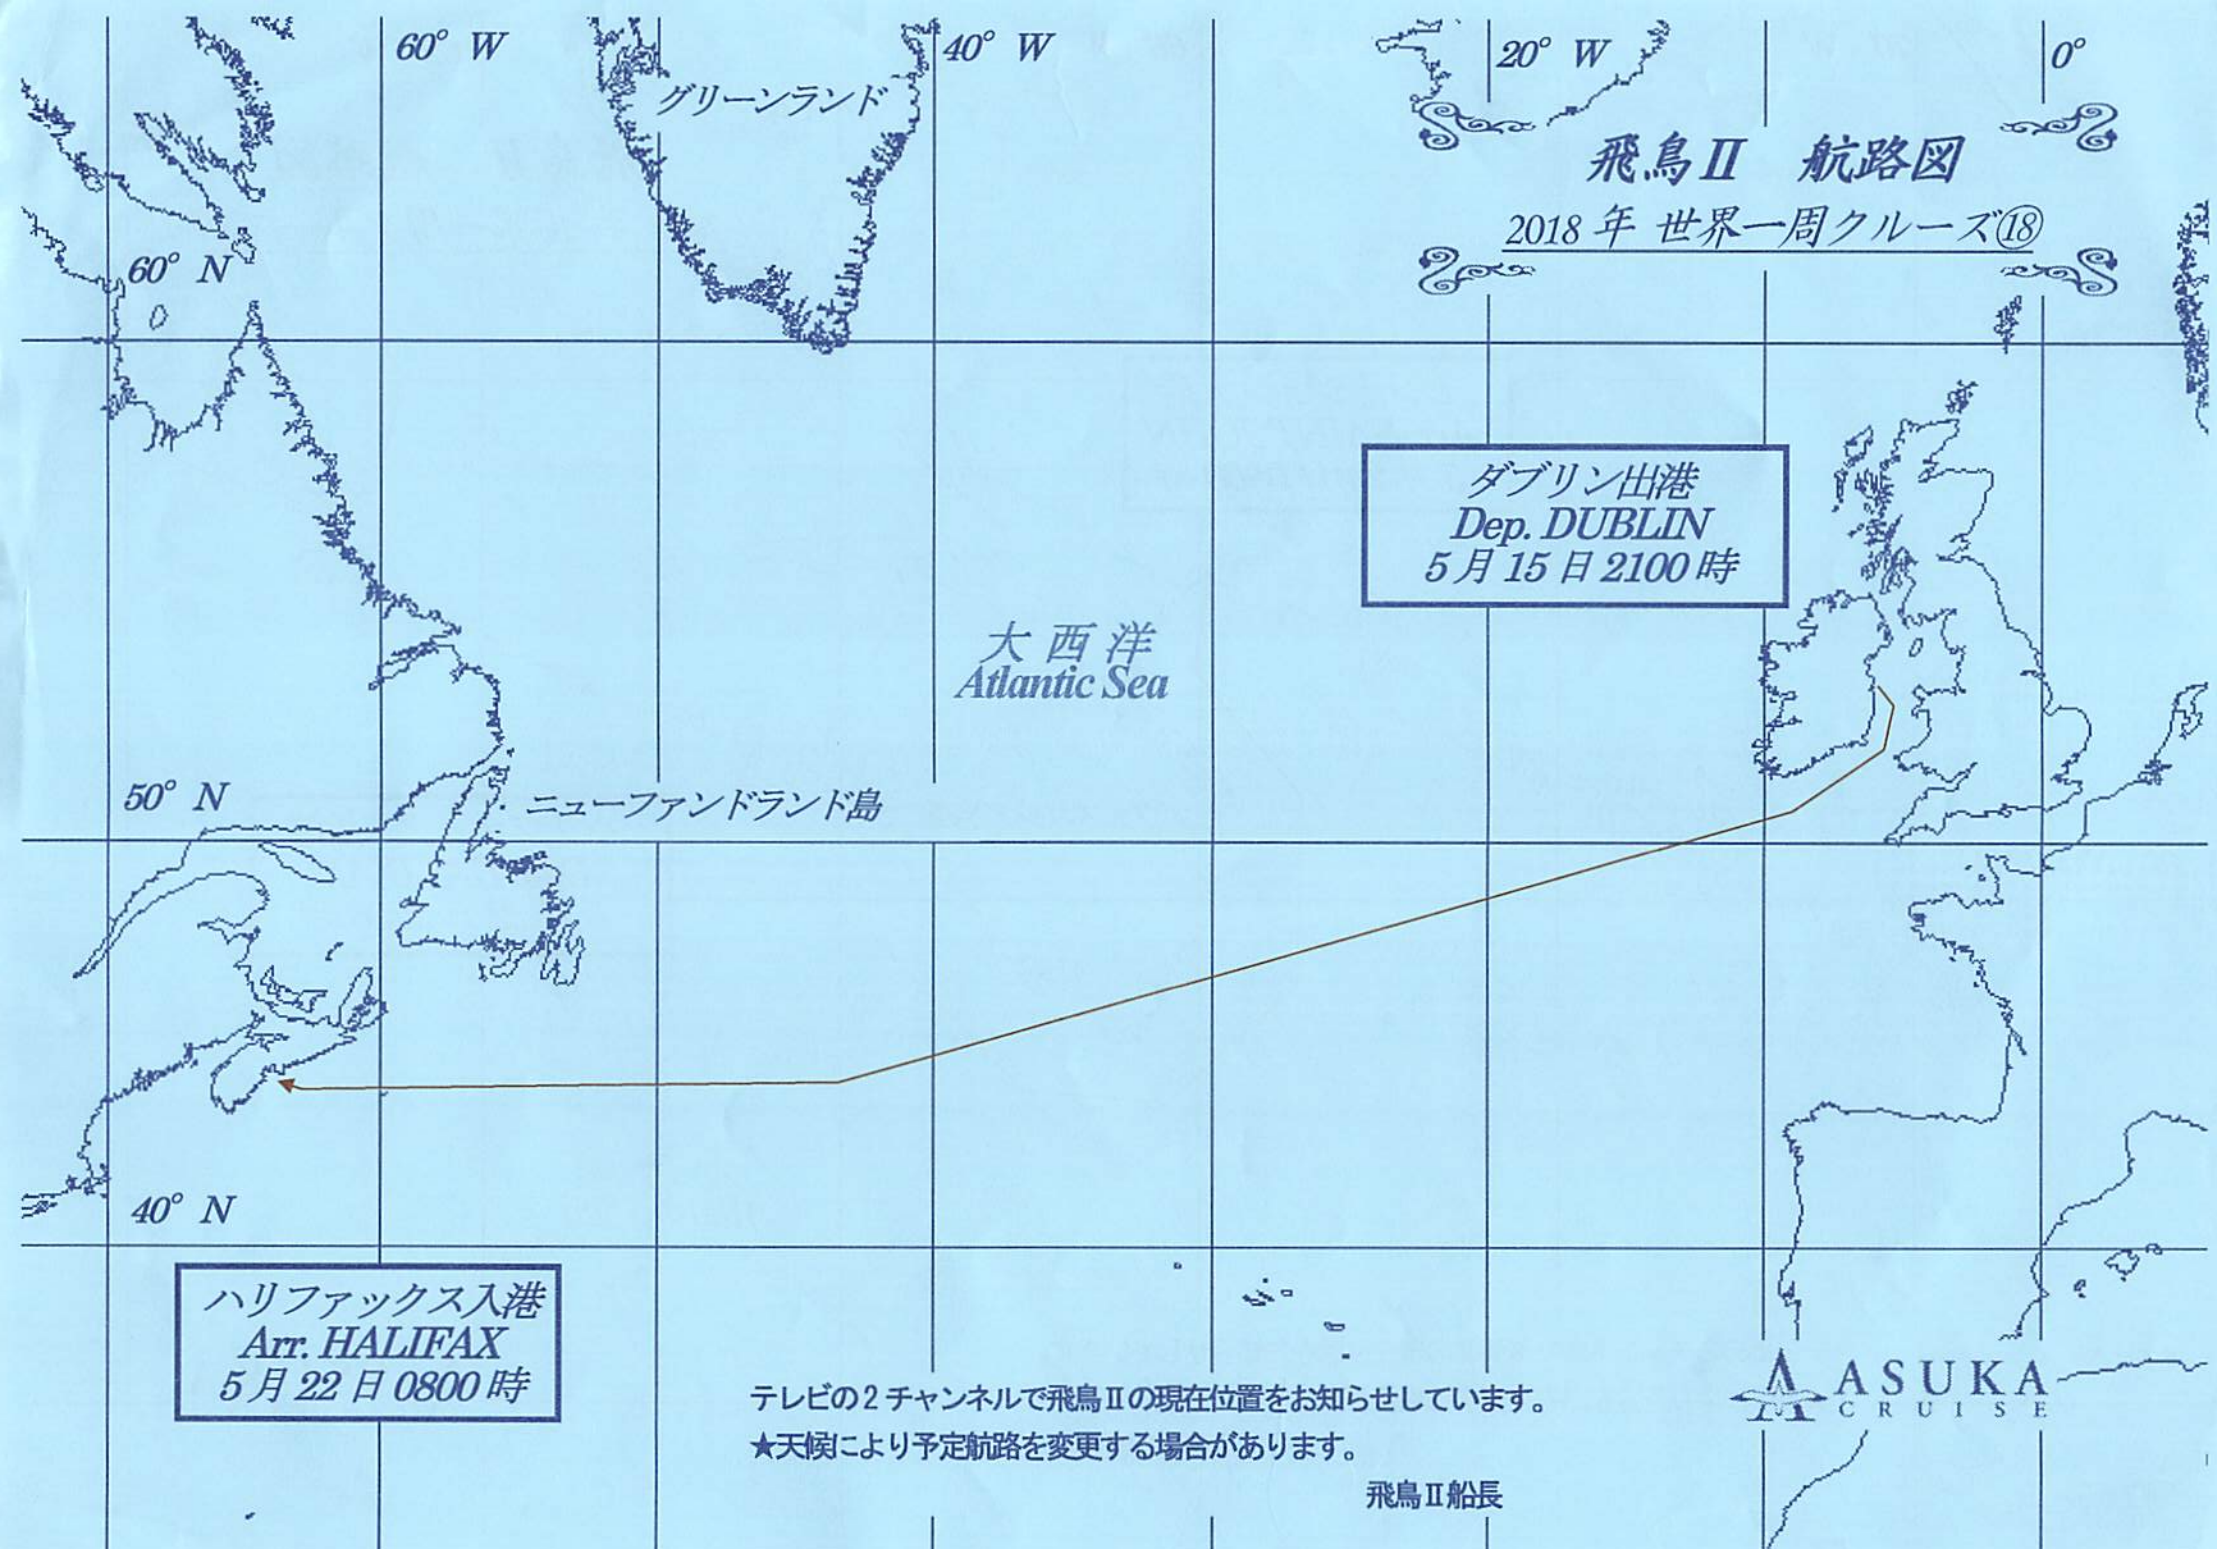 60° W
40° W
20° W
0°
グリーンランド
飛鳥Ⅱ 航路図
2018年 世界一周クルーズ⑱
60° N
ダブリン出港
Dep. DUBLIN
5月15日2100時
大西洋
Atlantic Sea
50° N
ニューファンドランド島
40° N
ハリファックス入港
Arr. HALIFAX
5月22日0800時
テレビの2チャンネルで飛鳥Ⅱの現在位置をお知らせしています。
★天候により予定航路を変更する場合があります。
飛鳥Ⅱ船長
ASUKA
CRUISE